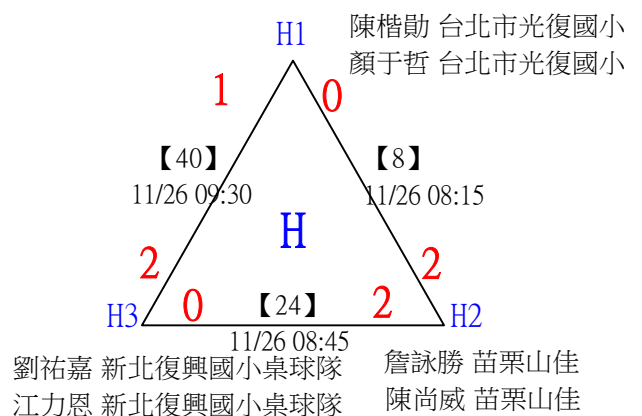 H1
陳楷勛 台北市光復國小
顏于哲 台北市光復國小
1
0
【40】
11/26 09:30
【8】
11/26 08:15
H
2
2
0
【24】
2
H3
11/26 08:45
H2
劉祐嘉 新北復興國小桌球隊
江力恩 新北復興國小桌球隊
詹詠勝 苗栗山佳
陳尚威 苗栗山佳